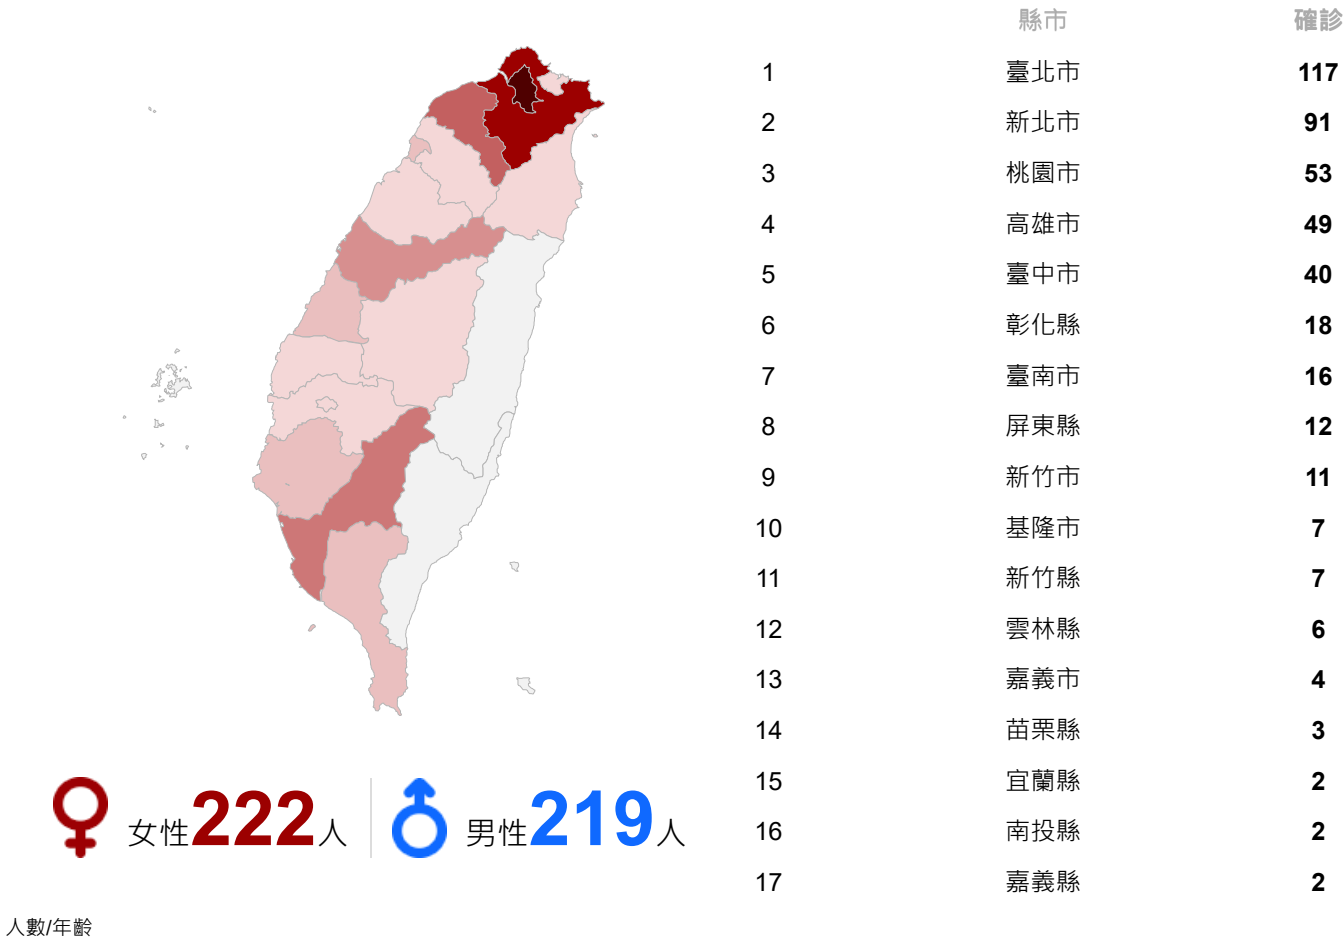 縣市 確診
1 臺北市 117
2 新北市 91
3 桃園市 53
4 高雄市 49
5 臺中市 40
6 彰化縣 18
7 臺南市 16
8 屏東縣 12
9 新竹市 11
10 基隆市 7
11 新竹縣 7
12 雲林縣 6
13 嘉義市 4
14 苗栗縣 3
15 宜蘭縣 2
16 南投縣 2
17 嘉義縣 2
女性222人 男性219人
人數/年齡